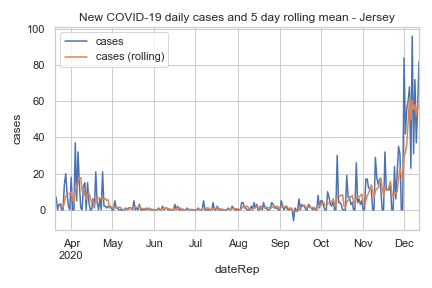 New COVID-19 daily cases and 5 day rolling mean - Jersey
cases
cases (rolling)
100
80
60
40
20
0
cases
Apr May Jun Jul Aug Sep Oct Nov Dec
2020
dateRep